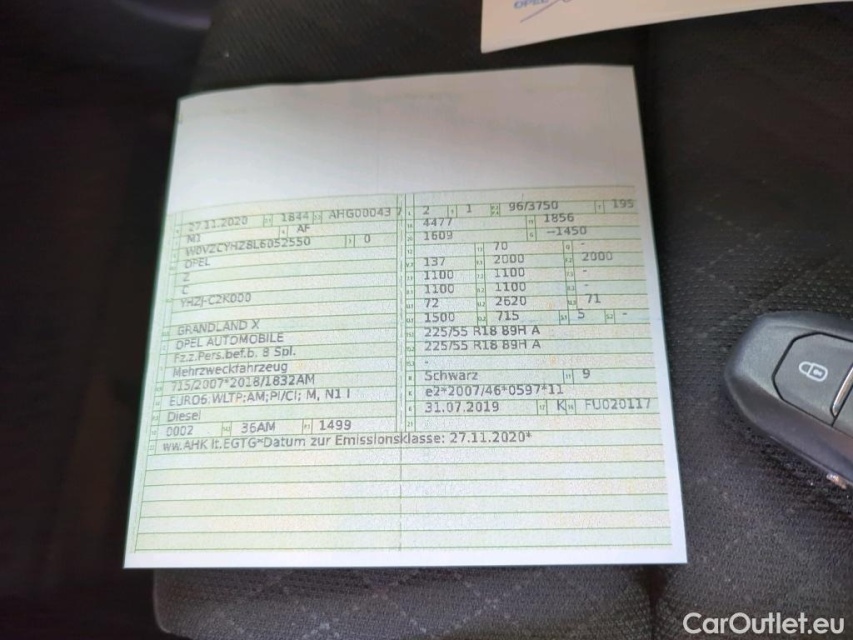 OPEL
27.11.2020 1844 AHG00043 7
M1 AF
W0VZCYHZ8L6052550 0
OPEL
Z
C
YHZJ-C2K000
GRANDLAND X
OPEL AUTOMOBILE
Fz.z.Pers.bef.b. 8 Spl.
Mehrzweckfahrzeug
715/2007*2018/1832AM
EURO6.WLTP;AM;PI/CI; M, N1 I
Diesel
0002 36AM 1499
ww.AHK lt.EGTG*Datum zur Emissionsklasse: 27.11.2020*
2 1 96/3750 195
4477 1856
1609 --1450
70 -
137 2000 2000
1100 1100 -
1100 1100 -
72 2620 71
1500 715 5 -
225/55 R18 89H A
225/55 R18 89H A
-
Schwarz 9
e2*2007/46*0597*11
31.07.2019 K FU020117
CarOutlet.eu